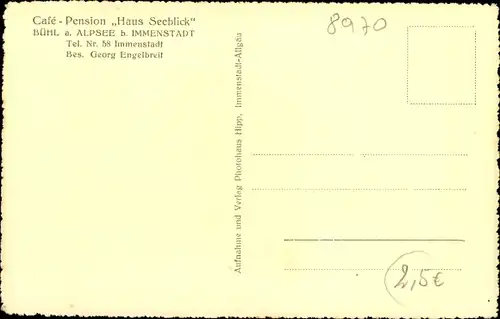 Café - Pension „Haus Seeblick"
BÜHL a. ALPSEE b. IMMENSTADT
Tel. Nr. 58 Immenstadt
Bes. Georg Engelbreit
8970
Aufnahme und Verlag Photohaus Hipp, Immenstadt-Allgäu
2,5€